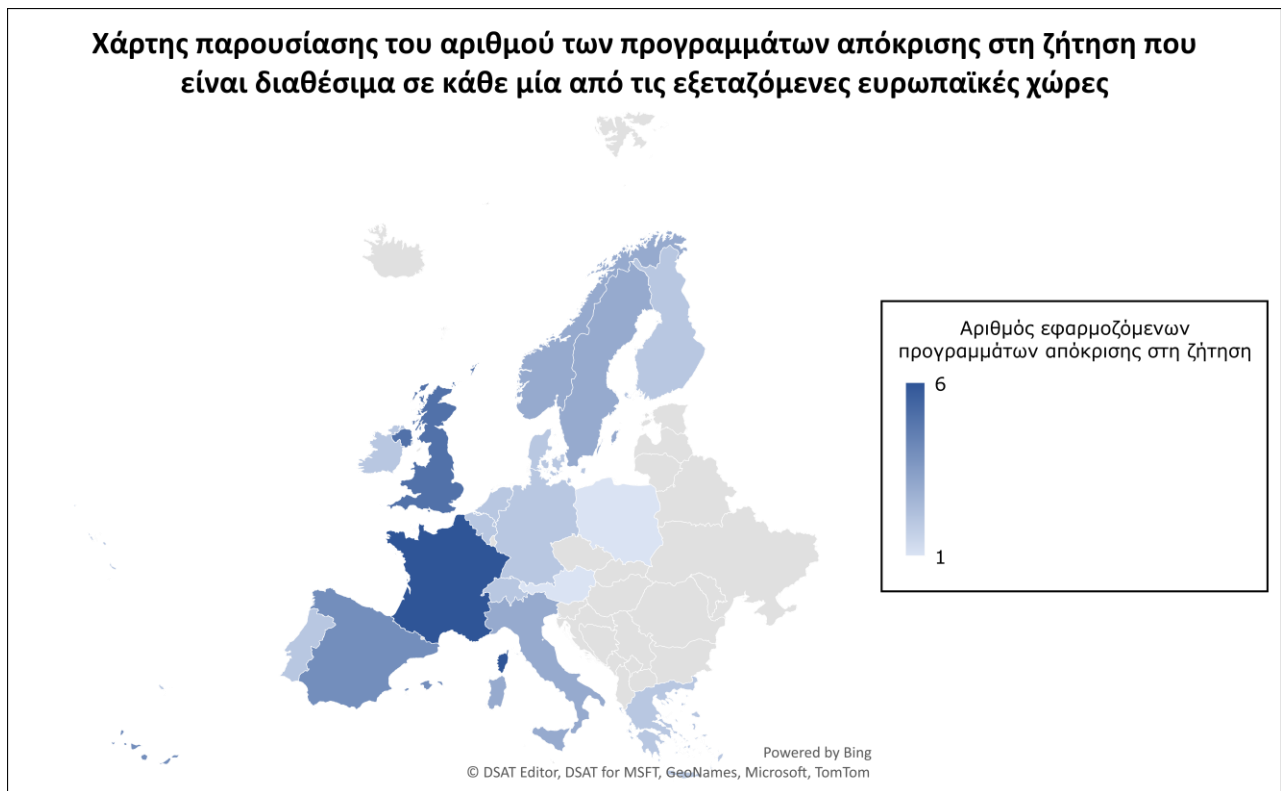 Χάρτης παρουσίασης του αριθμού των προγραμμάτων απόκρισης στη ζήτηση που
είναι διαθέσιμα σε κάθε μία από τις εξεταζόμενες ευρωπαϊκές χώρες
Αριθμός εφαρμοζόμενων
προγραμμάτων απόκρισης στη ζήτηση
6
1
Powered by Bing
© DSAT Editor, DSAT for MSFT, GeoNames, Microsoft, TomTom